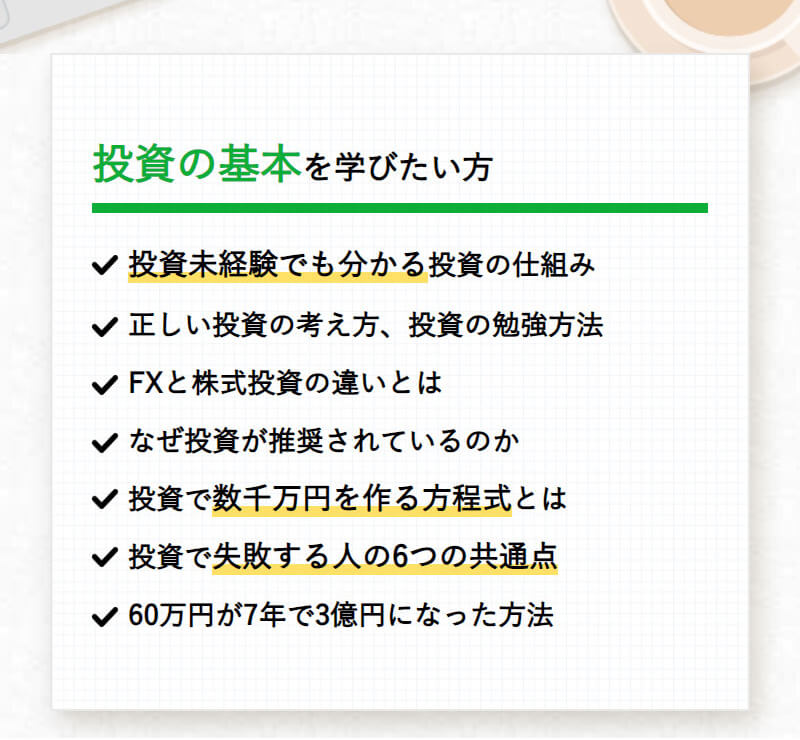 投資の基本を学びたい方
投資未経験でも分かる投資の仕組み
正しい投資の考え方、投資の勉強方法
FXと株式投資の違いとは
なぜ投資が推奨されているのか
投資で数千万円を作る方程式とは
投資で失敗する人の6つの共通点
60万円が7年で3億円になった方法